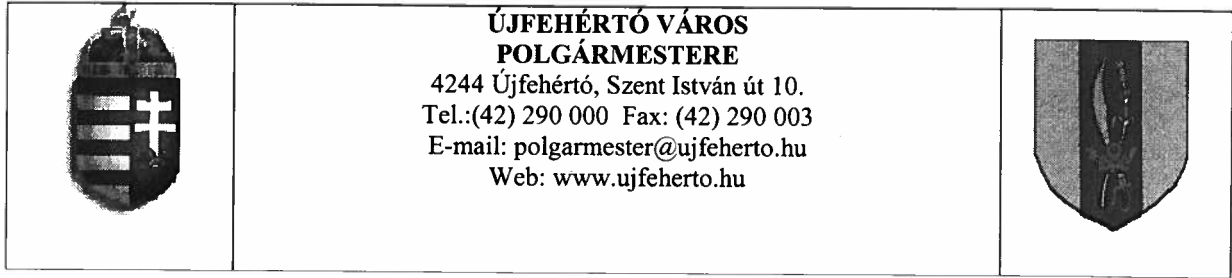 ÚJFEHÉRTÓ VÁROS
POLGÁRMESTERE
4244 Újfehértó, Szent István út 10.
Tel.:(42) 290 000 Fax: (42) 290 003
E-mail: polgarmester@ujfeherto.hu
Web: www.ujfeherto.hu